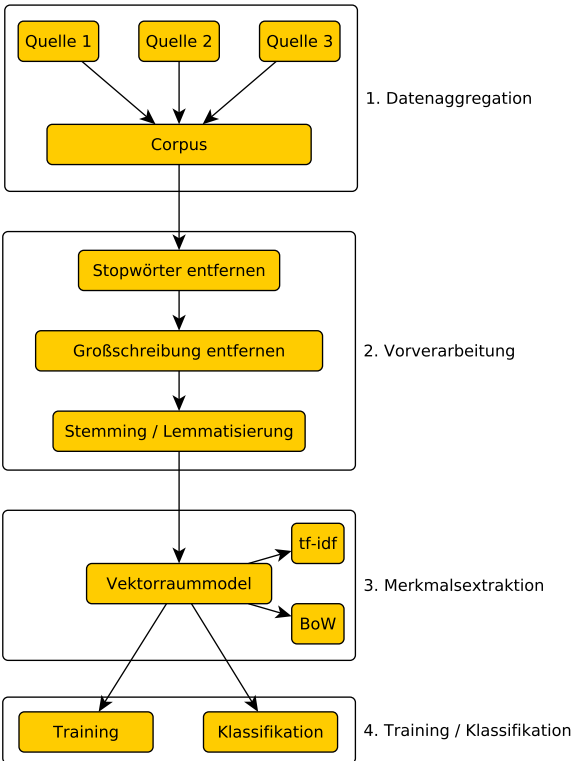 Quelle 1
Quelle 2
Quelle 3
1. Datenaggregation
Corpus
Stopwörter entfernen
Großschreibung entfernen
2. Vorverarbeitung
Stemming / Lemmatisierung
tf-idf
Vektorraummodel
3. Merkmalsextraktion
BoW
Training
Klassifikation
4. Training / Klassifikation